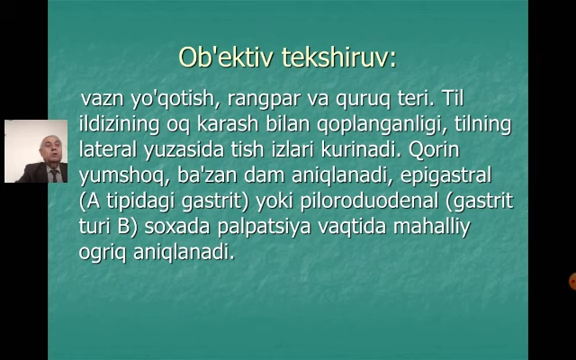 Ob'ektiv tekshiruv:
vazn yo'qotish, rangpar va quruq teri. Til
ildizining oq karash bilan qoplanganligi, tilning
lateral yuzasida tish izlari kurinadi. Qorin
yumshoq, ba'zan dam aniqlanadi, epigastral
(A tipidagi gastrit) yoki piloroduodenal (gastrit
turi B) soxada palpatsiya vaqtida mahalliy
ogriq aniqlanadi.